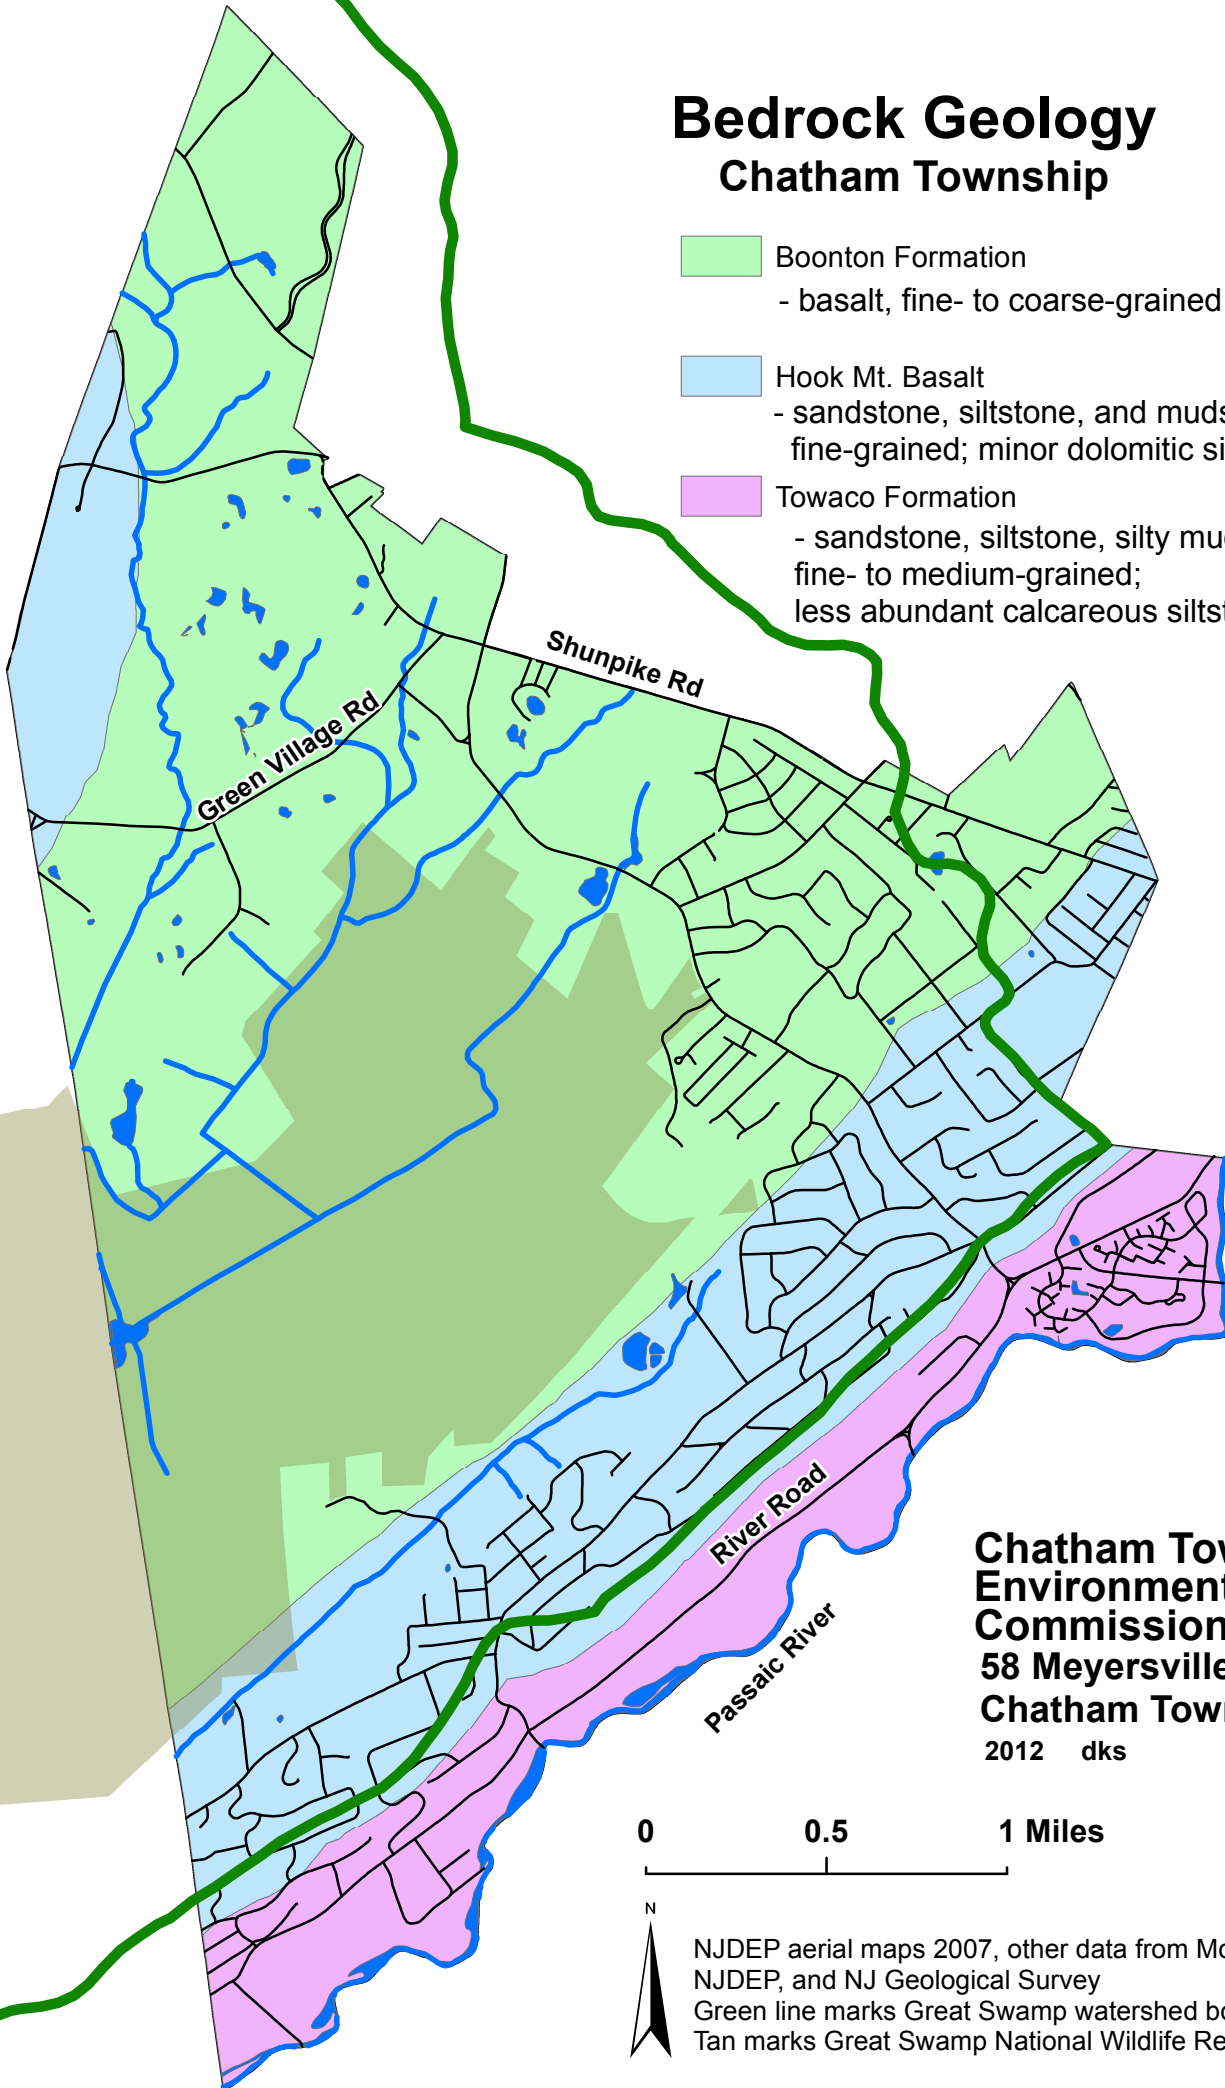 Bedrock Geology
Chatham Township
Boonton Formation
- basalt, fine- to coarse-grained
Hook Mt. Basalt
- sandstone, siltstone, and muds
fine-grained; minor dolomitic si
Towaco Formation
- sandstone, siltstone, silty mu
fine- to medium-grained;
less abundant calcareous siltst
Shunpike Rd
Green Village Rd
River Road
Passaic River
Chatham Tow
Environment
Commission
58 Meyersville
Chatham Town
2012 dks
0 0.5 1 Miles
N
NJDEP aerial maps 2007, other data from Mo
NJDEP, and NJ Geological Survey
Green line marks Great Swamp watershed bo
Tan marks Great Swamp National Wildlife Re